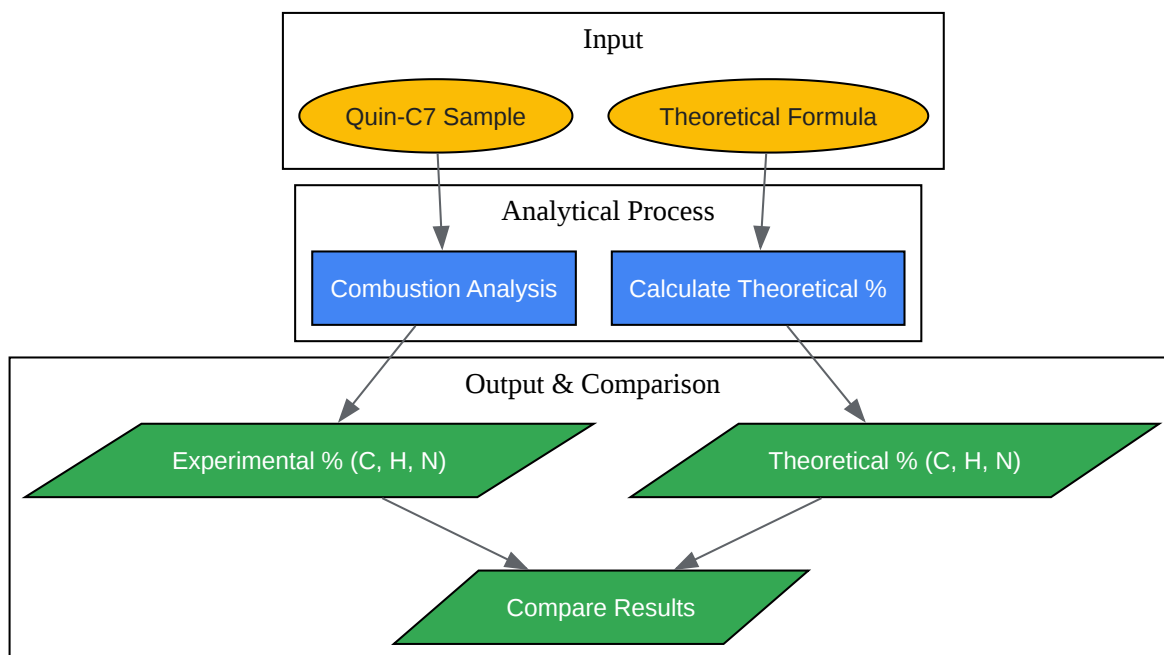 Input
Quin-C7 Sample
Theoretical Formula
Analytical Process
Combustion Analysis
Calculate Theoretical %
Output & Comparison
Experimental % (C, H, N)
Theoretical % (C, H, N)
Compare Results